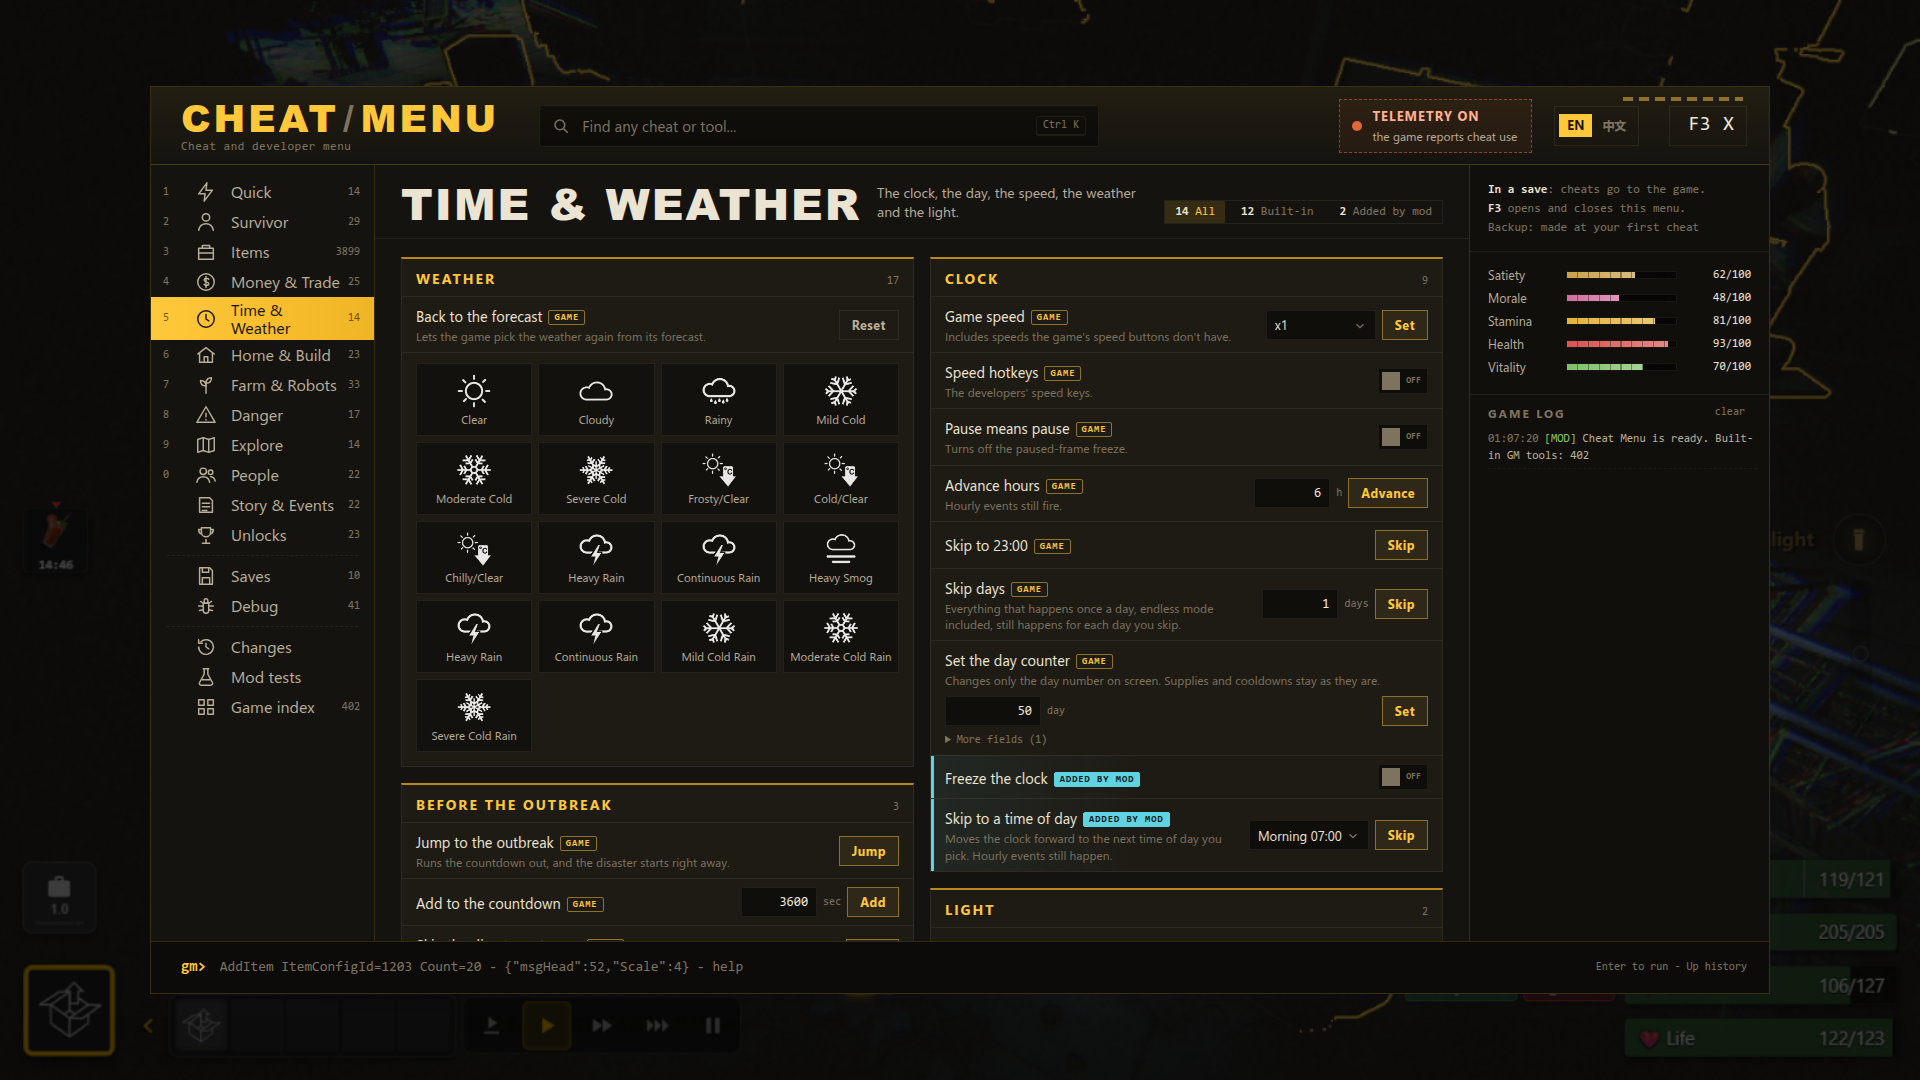 CHEAT/MENU
Cheat and developer menu
Find any cheat or tool...
Ctrl K
TELEMETRY ON
the game reports cheat use
EN
中文
F3 X
1 Quick 14
2 Survivor 29
3 Items 3899
4 Money & Trade 25
5 Time & Weather 14
6 Home & Build 23
7 Farm & Robots 33
8 Danger 17
9 Explore 14
0 People 22
Story & Events 22
Unlocks 23
Saves 10
Debug 41
Changes
Mod tests
Game index 402
TIME & WEATHER
The clock, the day, the speed, the weather
and the light.
14 All
12 Built-in
2 Added by mod
WEATHER 17
Back to the forecast GAME
Lets the game pick the weather again from its forecast.
Reset
Clear
Cloudy
Rainy
Mild Cold
Moderate Cold
Severe Cold
Frosty/Clear
Cold/Clear
Chilly/Clear
Heavy Rain
Continuous Rain
Heavy Smog
Heavy Rain
Continuous Rain
Mild Cold Rain
Moderate Cold Rain
Severe Cold Rain
BEFORE THE OUTBREAK 3
Jump to the outbreak GAME
Runs the countdown out, and the disaster starts right away.
Jump
Add to the countdown GAME
3600 sec Add
CLOCK 9
Game speed GAME
Includes speeds the game's speed buttons don't have.
x1 Set
Speed hotkeys GAME
The developers' speed keys.
OFF
Pause means pause GAME
Turns off the paused-frame freeze.
OFF
Advance hours GAME
Hourly events still fire.
6 h Advance
Skip to 23:00 GAME
Skip
Skip days GAME
Everything that happens once a day, endless mode
included, still happens for each day you skip.
1 days Skip
Set the day counter GAME
Changes only the day number on screen. Supplies and cooldowns stay as they are.
50 day Set
More fields (1)
Freeze the clock ADDED BY MOD
OFF
Skip to a time of day ADDED BY MOD
Moves the clock forward to the next time of day you
pick. Hourly events still happen.
Morning 07:00 Skip
LIGHT 2
In a save: cheats go to the game.
F3 opens and closes this menu.
Backup: made at your first cheat
Satiety 62/100
Morale 48/100
Stamina 81/100
Health 93/100
Vitality 70/100
GAME LOG clear
01:07:20 [MOD] Cheat Menu is ready. Built-
in GM tools: 402
gm> AddItem ItemConfigId=1203 Count=20 - {"msgHead":52,"Scale":4} - help
Enter to run - Up history
14:46
1.0
light
119/121
205/205
106/127
Life 122/123